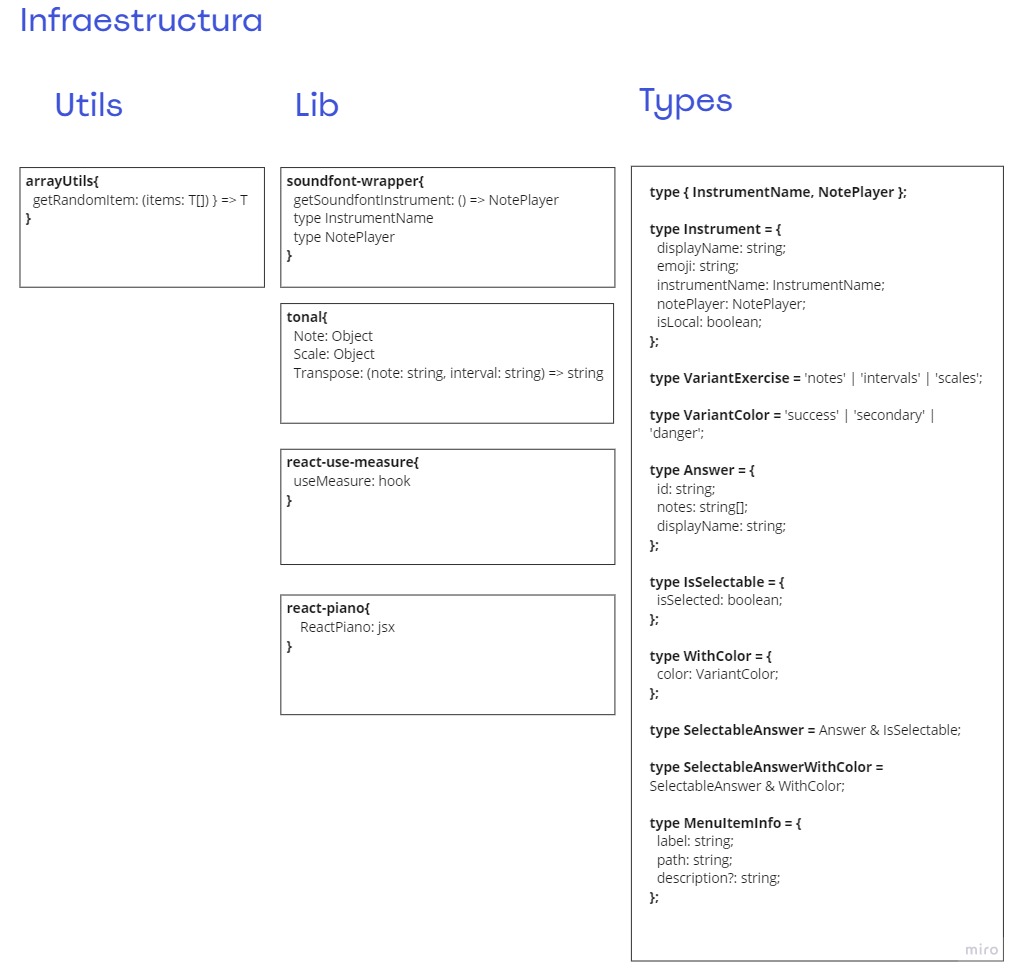 Infraestructura
Utils
arrayUtils{
getRandomItem: (items: T[]) } => T
}
Lib
soundfont-wrapper{
getSoundfontInstrument: () => NotePlayer
type InstrumentName
type NotePlayer
}
tonal{
Note: Object
Scale: Object
Transpose: (note: string, interval: string) => string
react-use-measure{
useMeasure: hook
}
react-piano{
ReactPiano: jsx
}
Types
type { InstrumentName, NotePlayer };
type Instrument = {
displayName: string;
emoji: string;
instrumentName: InstrumentName;
notePlayer: NotePlayer;
isLocal: boolean;
};
type VariantExercise = 'notes' | 'intervals' | 'scales';
type VariantColor = 'success' | 'secondary' |
'danger';
type Answer = {
id: string;
notes: string[];
displayName: string;
};
type IsSelectable = {
isSelected: boolean;
};
type WithColor = {
color: VariantColor;
};
type SelectableAnswer = Answer & IsSelectable;
type SelectableAnswerWithColor =
SelectableAnswer & WithColor;
type MenuItemInfo = {
label: string;
path: string;
description?: string;
};
miro